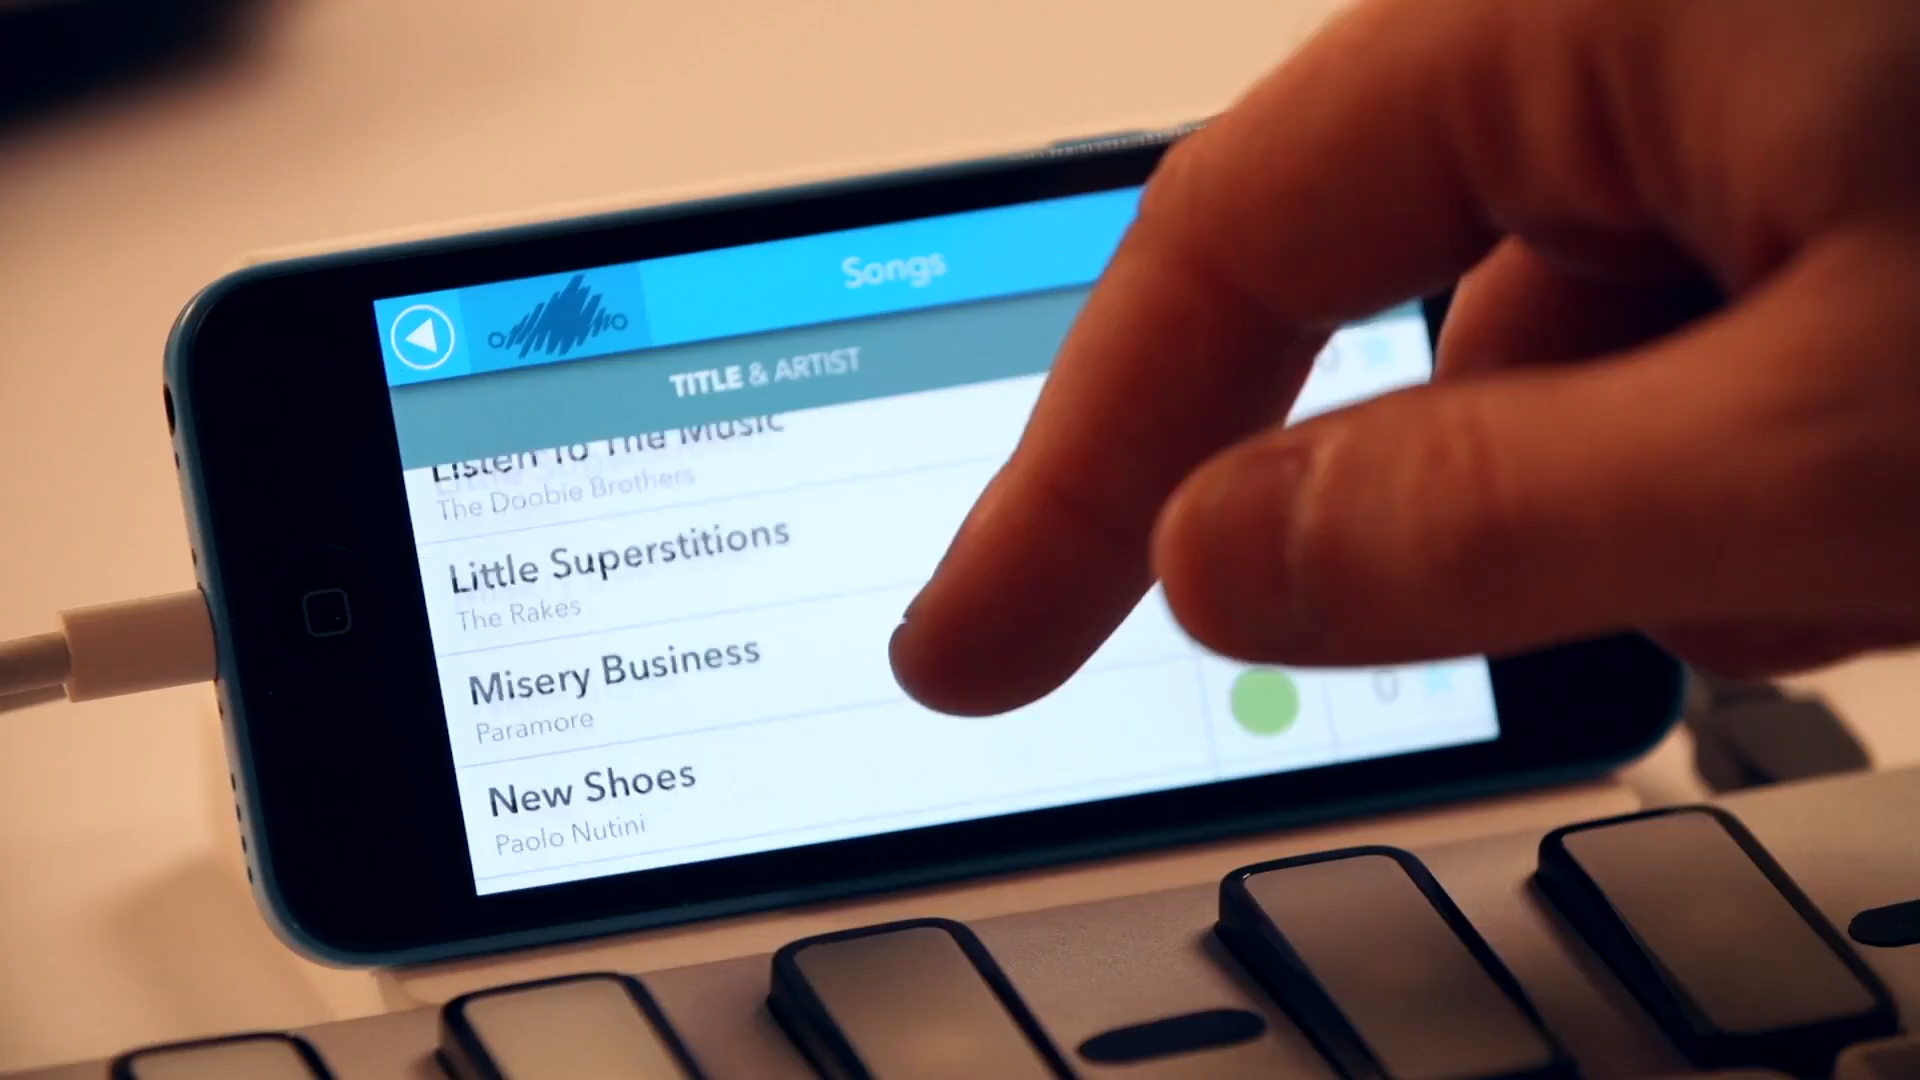 Songs
TITLE & ARTIST
Listen To The Music
The Doobie Brothers
Little Superstitions
The Rakes
Misery Business
Paramore
0
New Shoes
Paolo Nutini